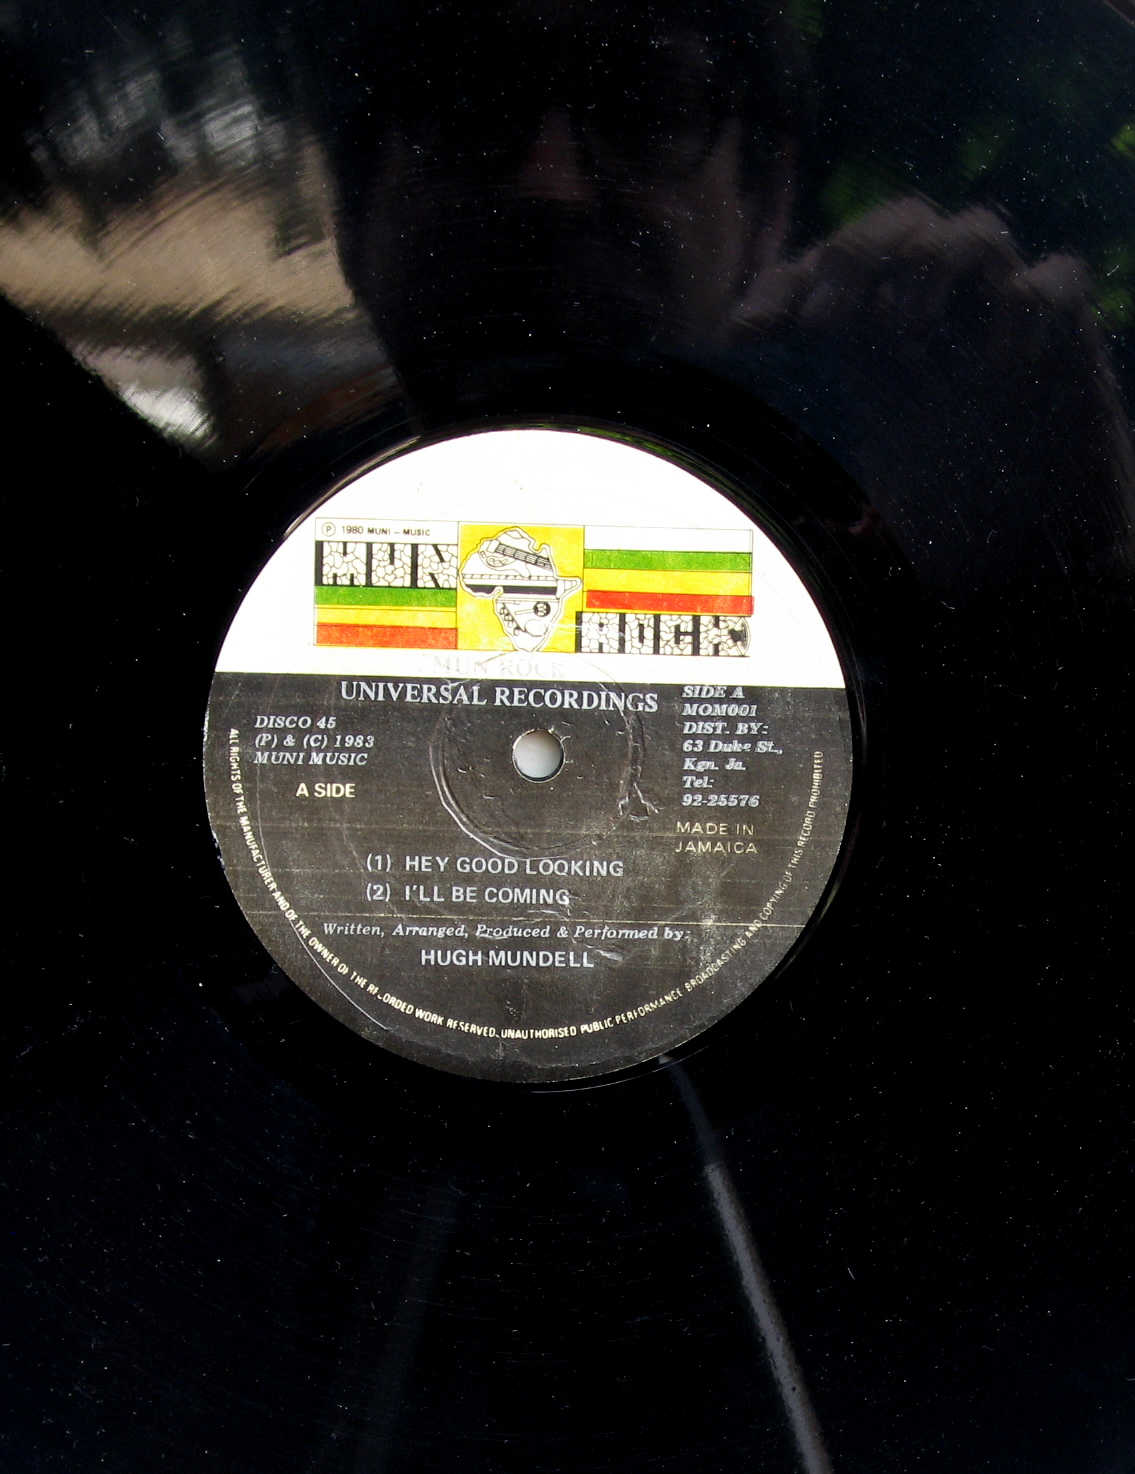 Ⓟ 1980 MUNI - MUSIC
MUN
ROCK
MUN ROCK
UNIVERSAL RECORDINGS
DISCO 45
(P) & (C) 1983
MUNI MUSIC
A SIDE
SIDE A
MOM001
DIST. BY:
63 Duke St.,
Kgn. Ja.
Tel:
92-25576
MADE IN
JAMAICA
(1) HEY GOOD LOOKING
(2) I'LL BE COMING
Written, Arranged, Produced & Performed by:
HUGH MUNDELL
ALL RIGHTS OF THE MANUFACTURER AND OF THE OWNER OF THE RECORDED WORK RESERVED. UNAUTHORISED PUBLIC PERFORMANCE BROADCASTING AND COPYING OF THIS RECORD PROHIBITED